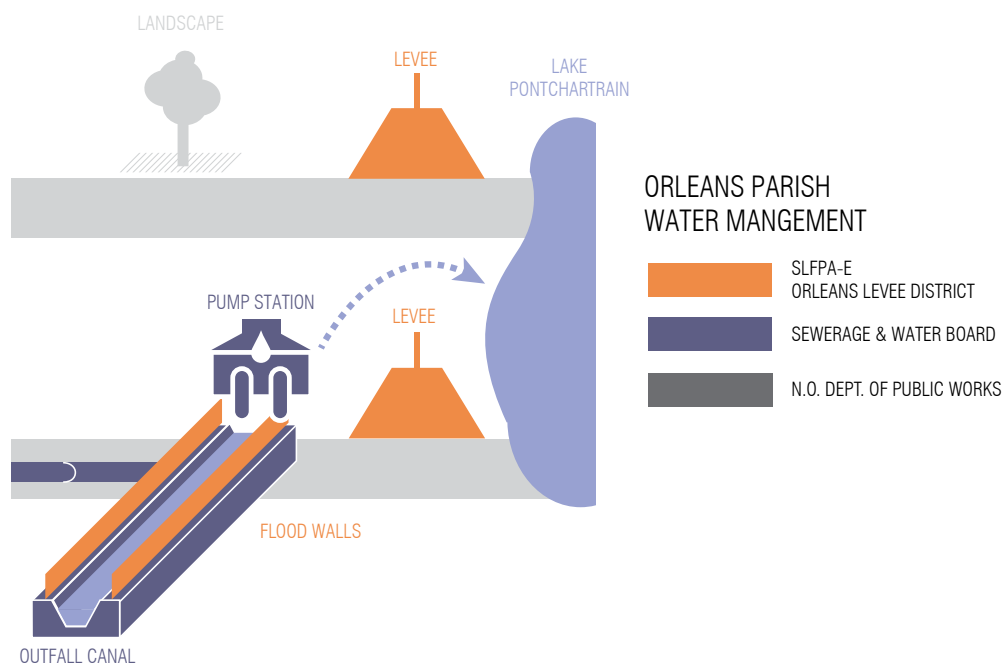 LANDSCAPE
LEVEE
LAKE
PONTCHARTRAIN
ORLEANS PARISH
WATER MANGEMENT
SLFPA-E
ORLEANS LEVEE DISTRICT
PUMP STATION
LEVEE
SEWERAGE & WATER BOARD
N.O. DEPT. OF PUBLIC WORKS
FLOOD WALLS
OUTFALL CANAL